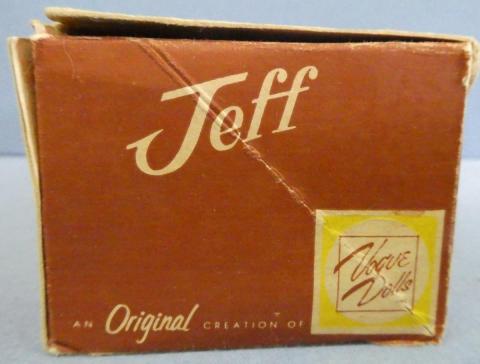 Jeff
AN Original CREATION OF
Vogue
Dolls